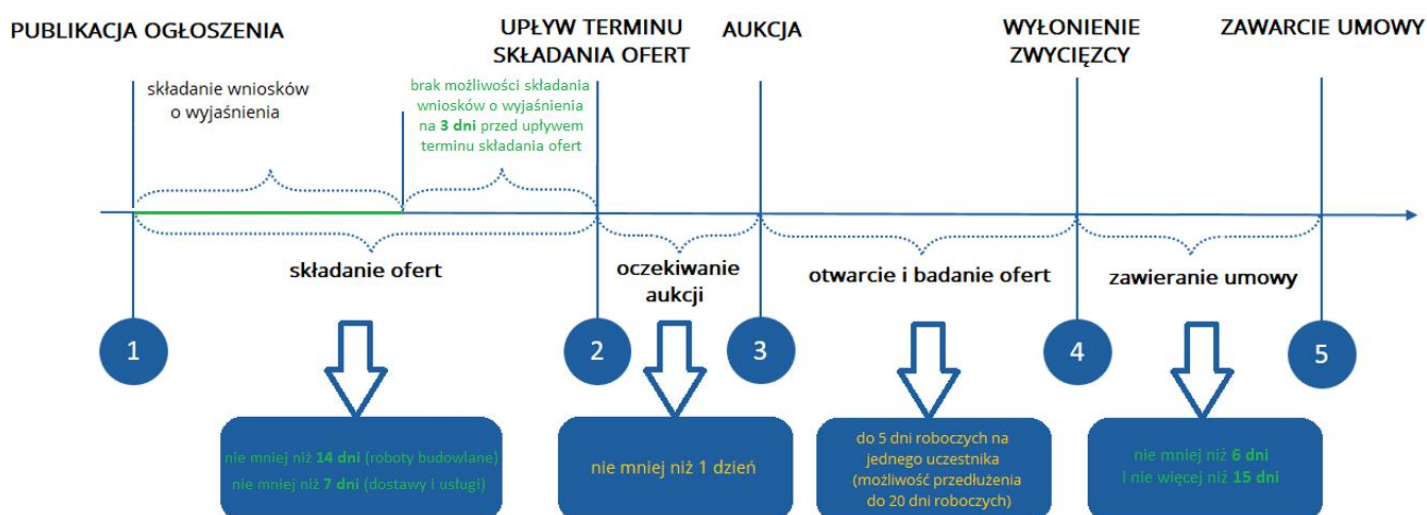 PUBLIKACJA OGŁOSZENIA
UPŁYW TERMINU
SKŁADANIA OFERT
AUKCJA
WYŁONIENIE
ZWYCIĘZCY
ZAWARCIE UMOWY
składanie wniosków
o wyjaśnienia
brak możliwości składania
wniosków o wyjaśnienia
na 3 dni przed upływem
terminu składania ofert
składanie ofert
oczekiwanie
aukcji
otwarcie i badanie ofert
zawieranie umowy
1
2
3
4
5
nie mniej niż 14 dni (roboty budowlane)
nie mniej niż 7 dni (dostawy i usługi)
nie mniej niż 1 dzień
do 5 dni roboczych na
jednego uczestnika
(możliwość przedłużenia
do 20 dni roboczych)
nie mniej niż 6 dni
i nie więcej niż 15 dni